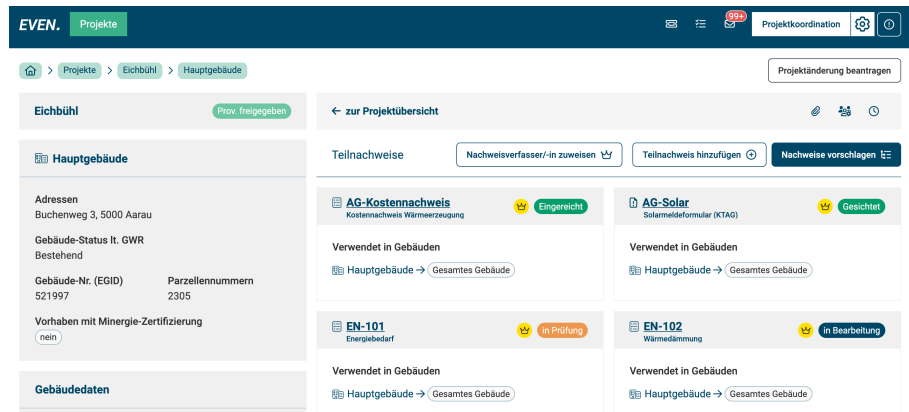 EVEN. Projekte 99+ Projektkoordination
Projekte > Eichbühl > Hauptgebäude Projektänderung beantragen
Eichbühl Prov. freigegeben
← zur Projektübersicht
Hauptgebäude
Adressen
Buchenweg 3, 5000 Aarau
Gebäude-Status lt. GWR
Bestehend
Gebäude-Nr. (EGID) Parzellennummern
521997 2305
Vorhaben mit Minergie-Zertifizierung
nein
Gebäudedaten
Teilnachweise Nachweisverfasser/-in zuweisen Teilnachweis hinzufügen Nachweise vorschlagen
AG-Kostennachweis Eingereicht
Kostennachweis Wärmeerzeugung
Verwendet in Gebäuden
Hauptgebäude → Gesamtes Gebäude
AG-Solar Gesichtet
Solarmeldeformular (KTAG)
Verwendet in Gebäuden
Hauptgebäude → Gesamtes Gebäude
EN-101 in Prüfung
Energiebedarf
Verwendet in Gebäuden
Hauptgebäude → Gesamtes Gebäude
EN-102 in Bearbeitung
Wärmedämmung
Verwendet in Gebäuden
Hauptgebäude → Gesamtes Gebäude